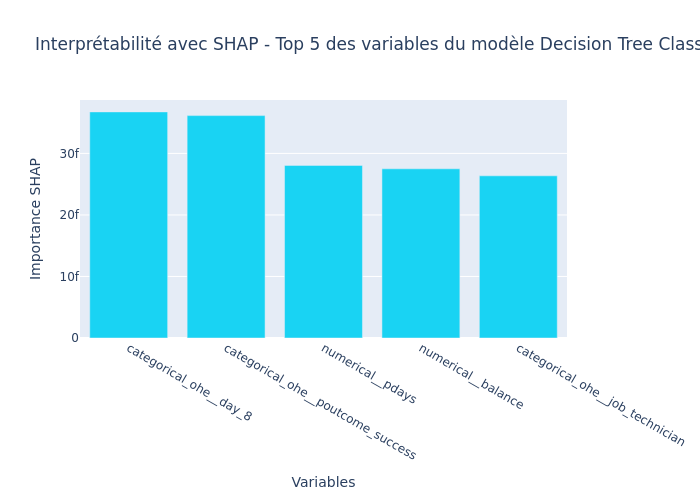 Interprétabilité avec SHAP - Top 5 des variables du modèle Decision Tree Class
Importance SHAP
30f
20f
10f
0
categorical_ohe__day_8
categorical_ohe__poutcome_success
numerical__pdays
numerical__balance
categorical_ohe__job_technician
Variables